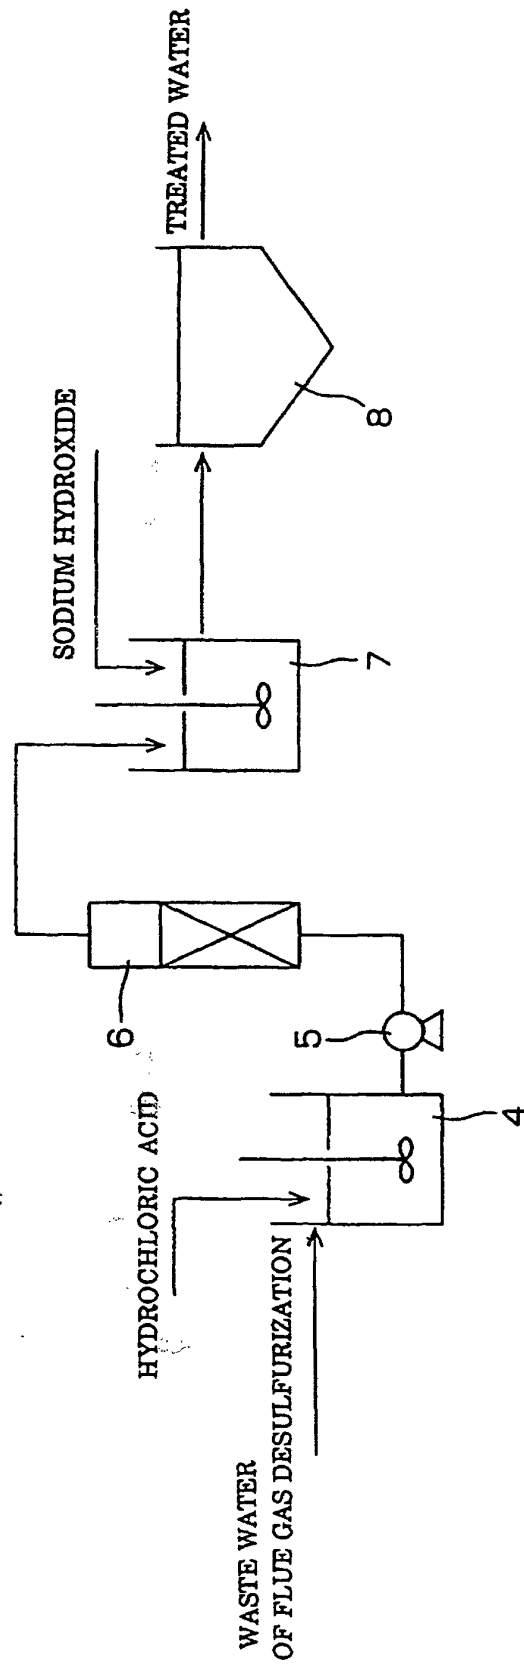 WASTE WATER
OF FLUE GAS DESULFURIZATION
HYDROCHLORIC ACID
4
5
6
SODIUM HYDROXIDE
7
8
TREATED WATER